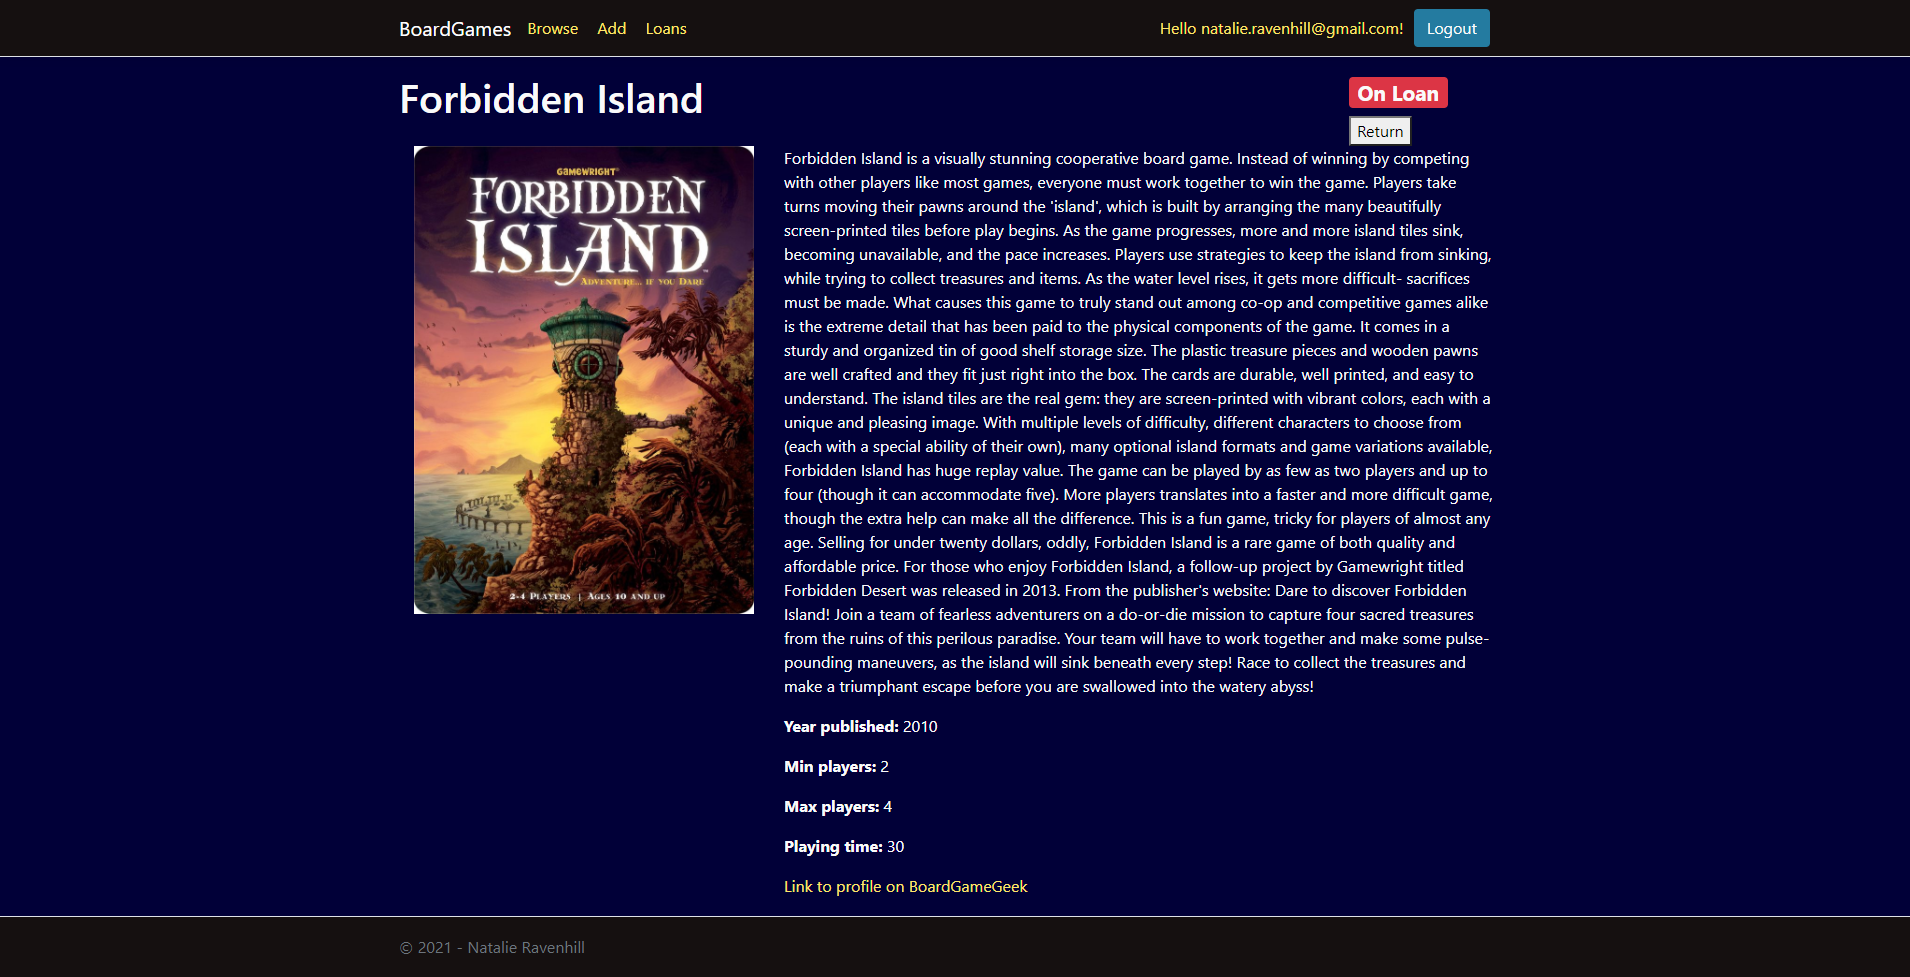 BoardGames Browse Add Loans Hello natalie.ravenhill@gmail.com! Logout
Forbidden Island
On Loan
Return
GAMEWRIGHT®
FORBIDDEN
ISLAND™
ADVENTURE... IF YOU DARE
2-4 PLAYERS | AGES 10 AND UP
Forbidden Island is a visually stunning cooperative board game. Instead of winning by competing
with other players like most games, everyone must work together to win the game. Players take
turns moving their pawns around the 'island', which is built by arranging the many beautifully
screen-printed tiles before play begins. As the game progresses, more and more island tiles sink,
becoming unavailable, and the pace increases. Players use strategies to keep the island from sinking,
while trying to collect treasures and items. As the water level rises, it gets more difficult- sacrifices
must be made. What causes this game to truly stand out among co-op and competitive games alike
is the extreme detail that has been paid to the physical components of the game. It comes in a
sturdy and organized tin of good shelf storage size. The plastic treasure pieces and wooden pawns
are well crafted and they fit just right into the box. The cards are durable, well printed, and easy to
understand. The island tiles are the real gem: they are screen-printed with vibrant colors, each with a
unique and pleasing image. With multiple levels of difficulty, different characters to choose from
(each with a special ability of their own), many optional island formats and game variations available,
Forbidden Island has huge replay value. The game can be played by as few as two players and up to
four (though it can accommodate five). More players translates into a faster and more difficult game,
though the extra help can make all the difference. This is a fun game, tricky for players of almost any
age. Selling for under twenty dollars, oddly, Forbidden Island is a rare game of both quality and
affordable price. For those who enjoy Forbidden Island, a follow-up project by Gamewright titled
Forbidden Desert was released in 2013. From the publisher's website: Dare to discover Forbidden
Island! Join a team of fearless adventurers on a do-or-die mission to capture four sacred treasures
from the ruins of this perilous paradise. Your team will have to work together and make some pulse-
pounding maneuvers, as the island will sink beneath every step! Race to collect the treasures and
make a triumphant escape before you are swallowed into the watery abyss!
Year published: 2010
Min players: 2
Max players: 4
Playing time: 30
Link to profile on BoardGameGeek
© 2021 - Natalie Ravenhill